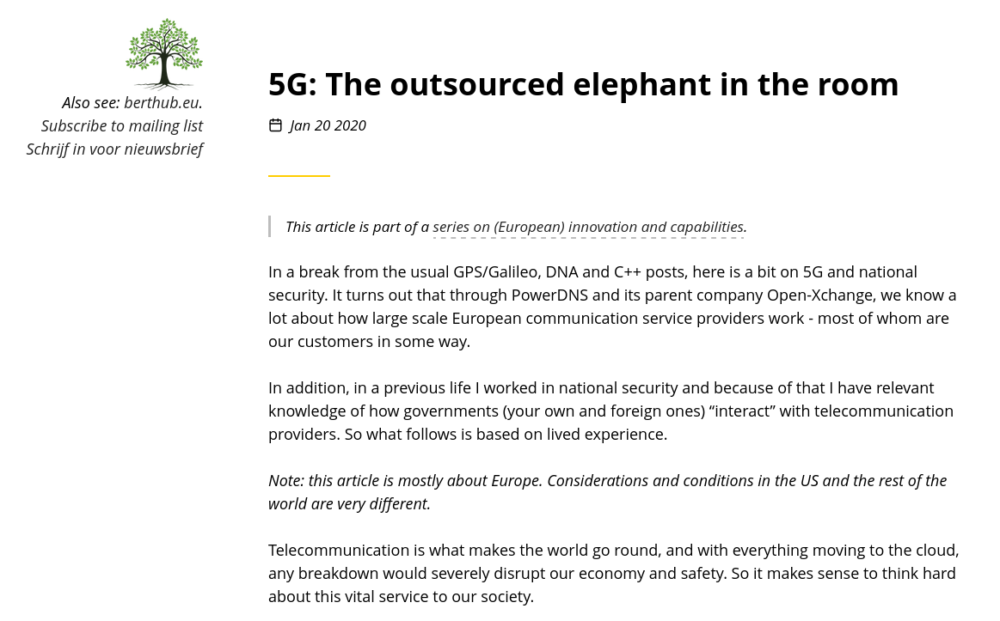 Also see: berthub.eu.
Subscribe to mailing list
Schrijf in voor nieuwsbrief
5G: The outsourced elephant in the room
Jan 20 2020
This article is part of a series on (European) innovation and capabilities.
In a break from the usual GPS/Galileo, DNA and C++ posts, here is a bit on 5G and national
security. It turns out that through PowerDNS and its parent company Open-Xchange, we know a
lot about how large scale European communication service providers work - most of whom are
our customers in some way.
In addition, in a previous life I worked in national security and because of that I have relevant
knowledge of how governments (your own and foreign ones) “interact” with telecommunication
providers. So what follows is based on lived experience.
Note: this article is mostly about Europe. Considerations and conditions in the US and the rest of the
world are very different.
Telecommunication is what makes the world go round, and with everything moving to the cloud,
any breakdown would severely disrupt our economy and safety. So it makes sense to think hard
about this vital service to our society.